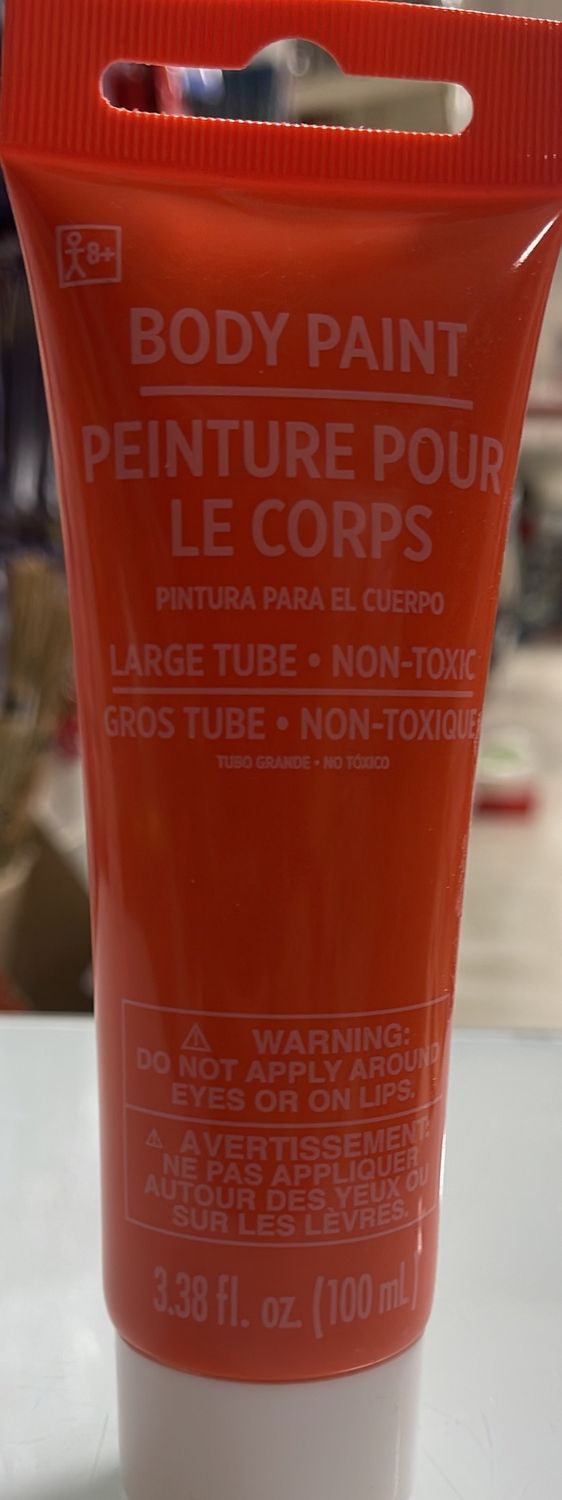 8+
BODY PAINT
PEINTURE POUR
LE CORPS
PINTURA PARA EL CUERPO
LARGE TUBE • NON-TOXIC
GROS TUBE • NON-TOXIQUE
TUBO GRANDE • NO TÓXICO
⚠ WARNING:
DO NOT APPLY AROUND
EYES OR ON LIPS.
⚠ AVERTISSEMENT:
NE PAS APPLIQUER
AUTOUR DES YEUX OU
SUR LES LÈVRES.
3.38 fl. oz. (100 mL)